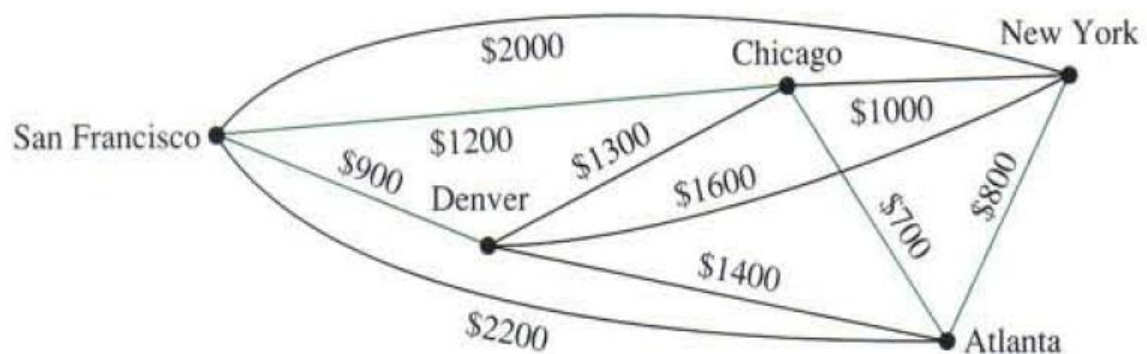 New York
$2000
Chicago
San Francisco
$1200
$1000
$1300
$900
Denver
$1600
$800
$700
$1400
$2200
Atlanta